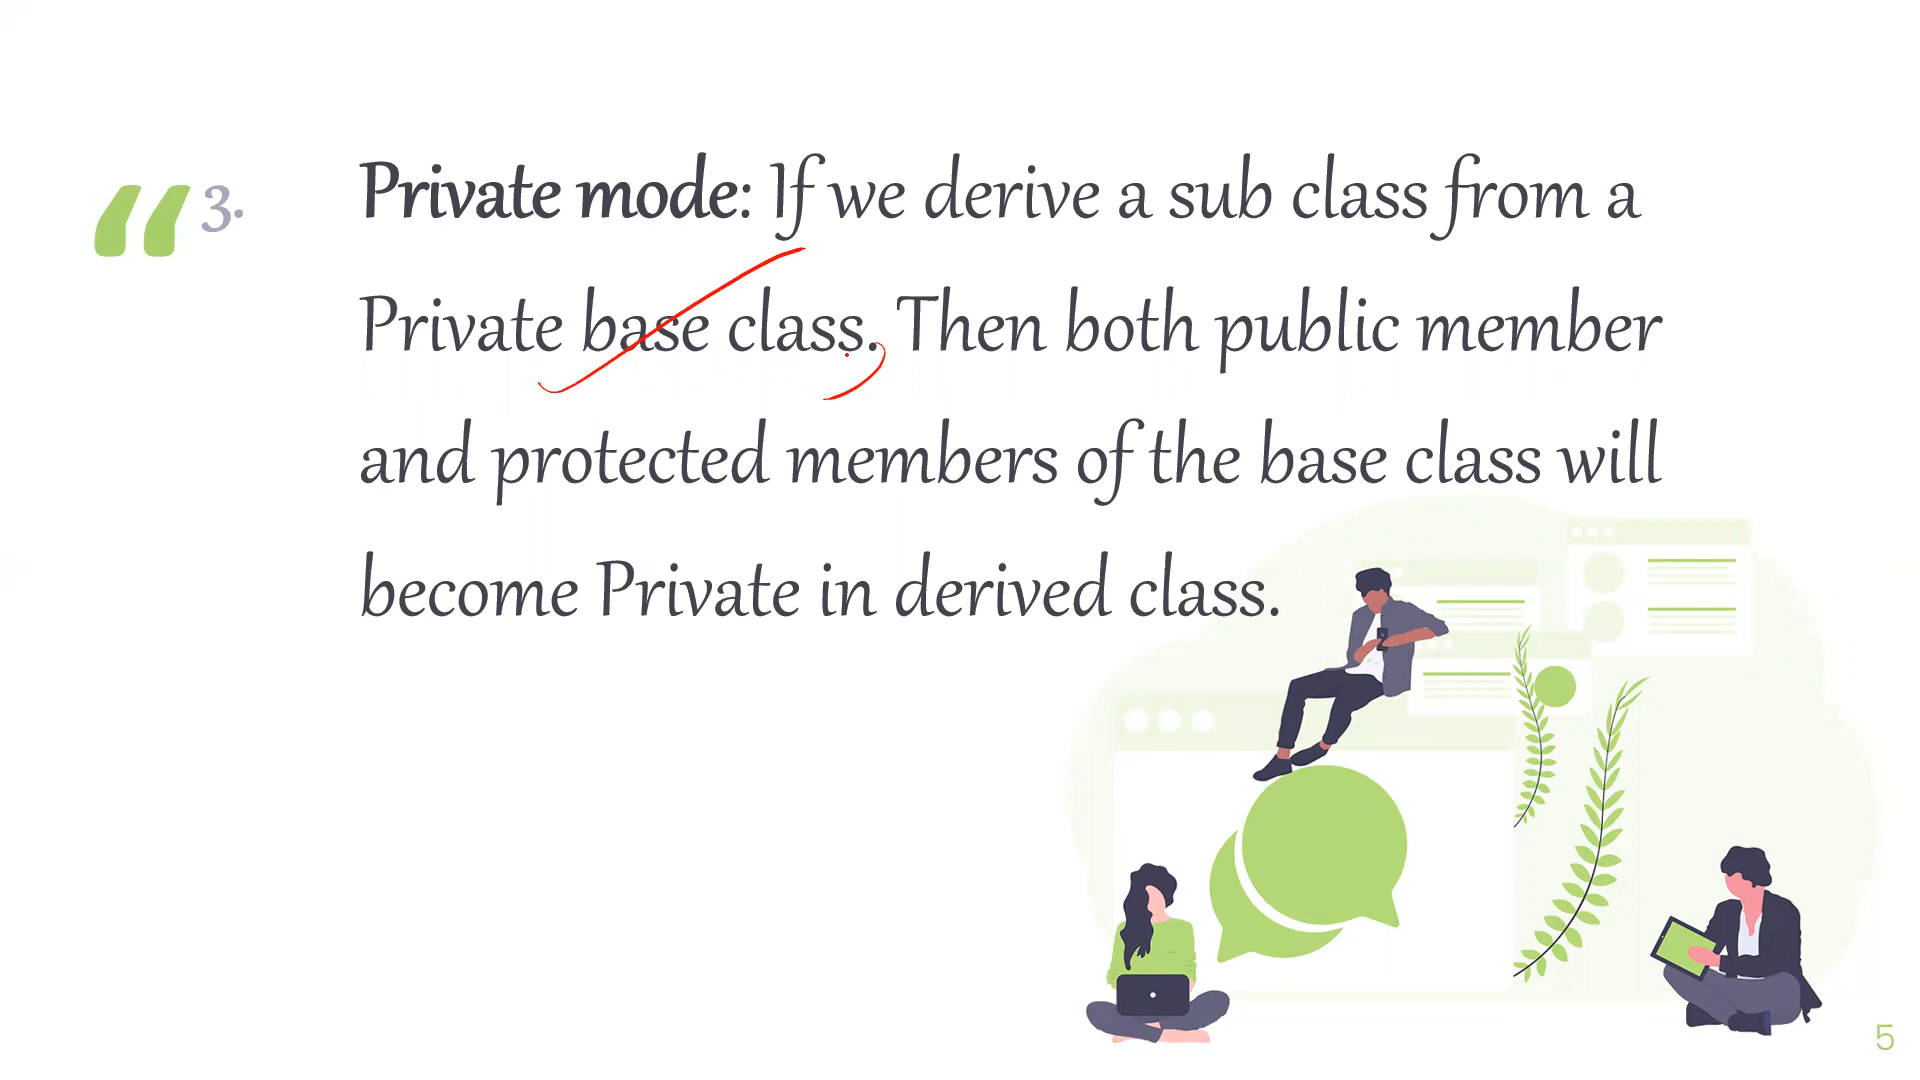 “ 3. Private mode: If we derive a sub class from a
Private base class. Then both public member
and protected members of the base class will
become Private in derived class.
5